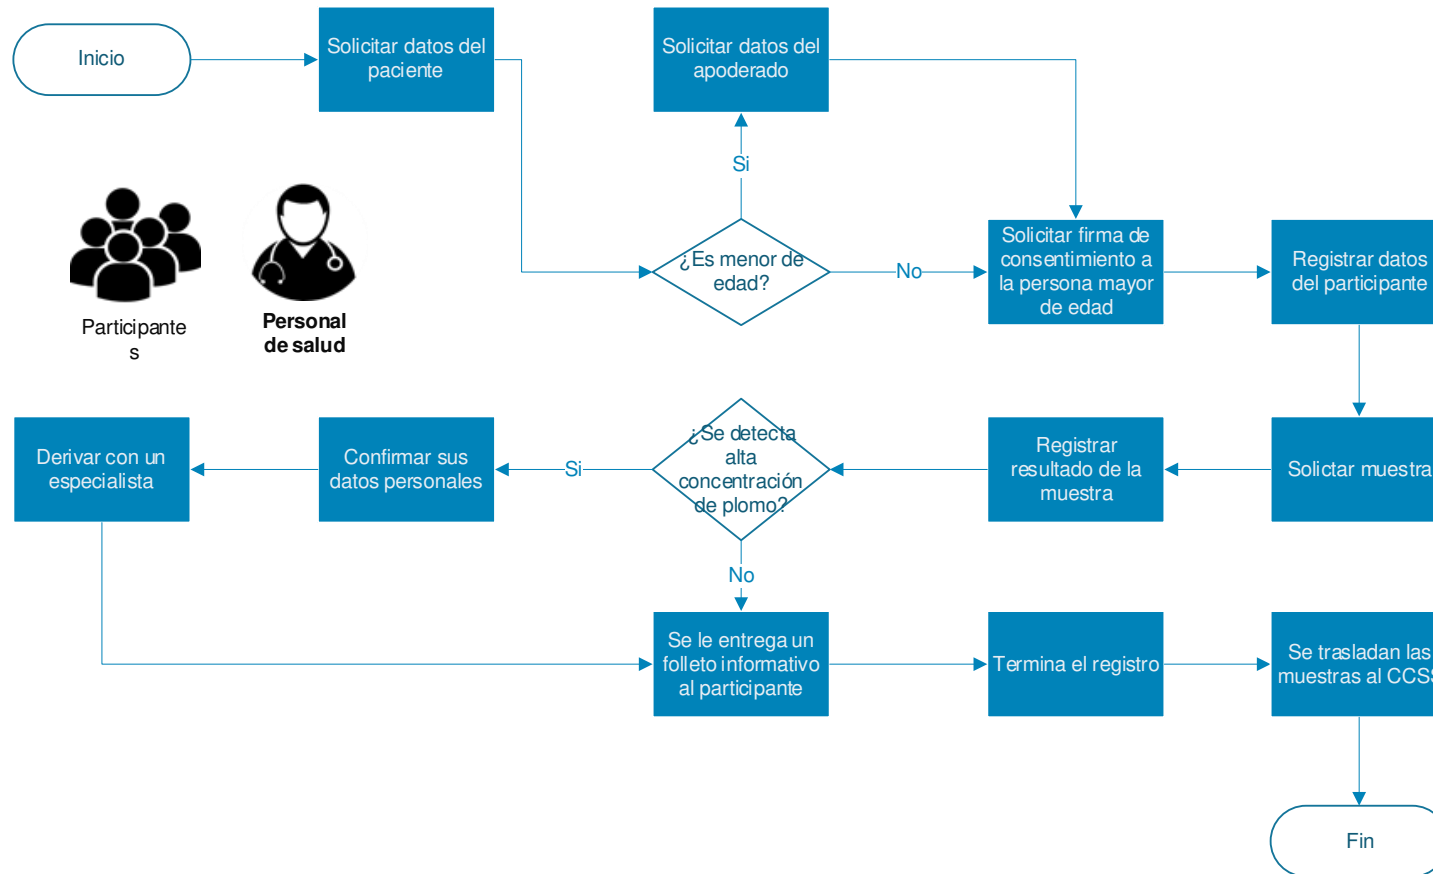 Inicio
Solicitar datos del
paciente
Solicitar datos del
apoderado
Si
¿Es menor de
edad?
No
Solicitar firma de
consentimiento a
la persona mayor
de edad
Registrar datos
del participante
Participante
s
Personal
de salud
Derivar con un
especialista
Confirmar sus
datos personales
Si
¿Se detecta
alta
concentración
de plomo?
Registrar
resultado de la
muestra
Solictar muestra
No
Se le entrega un
folleto informativo
al participante
Termina el registro
Se trasladan las
muestras al CCSS
Fin